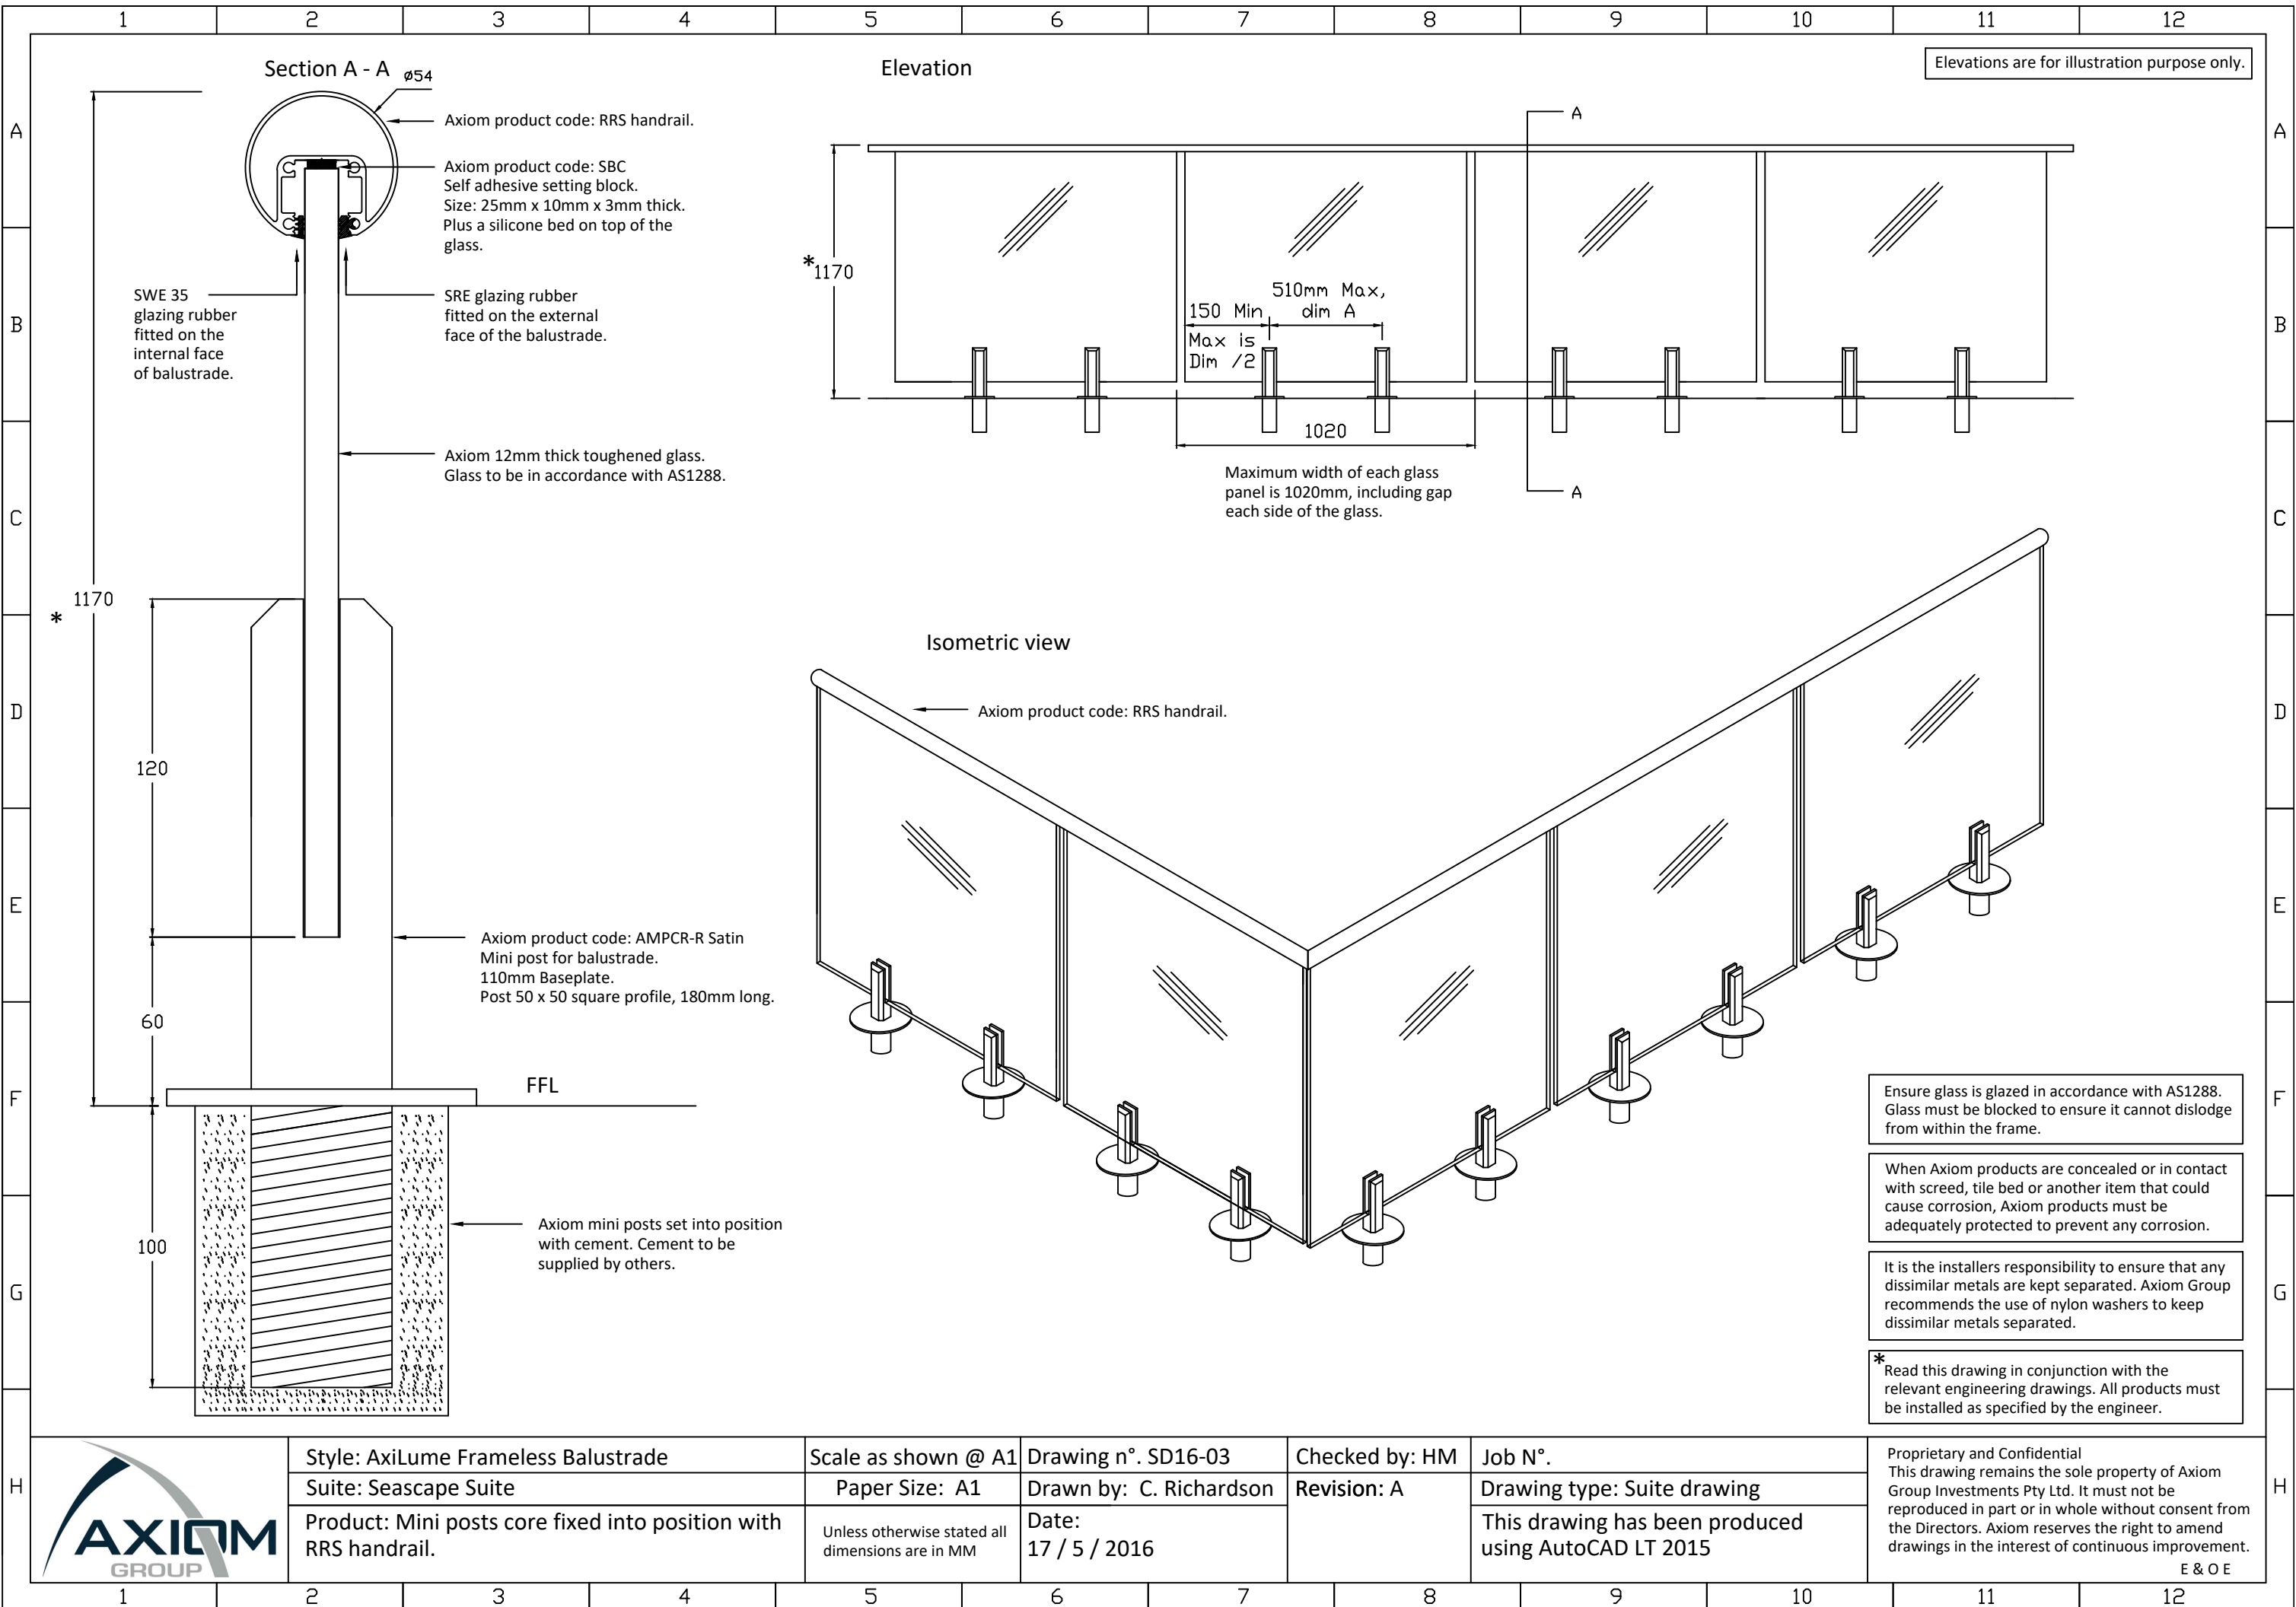 1 2 3 4 5 6 7 8 9 10 11 12
A
B
C
D
E
F
G
H
A
B
C
D
E
F
G
H
Section A - A
ø54
Axiom product code: RRS handrail.
Axiom product code: SBC
Self adhesive setting block.
Size: 25mm x 10mm x 3mm thick.
Plus a silicone bed on top of the
glass.
SWE 35
glazing rubber
fitted on the
internal face
of balustrade.
SRE glazing rubber
fitted on the external
face of the balustrade.
Axiom 12mm thick toughened glass.
Glass to be in accordance with AS1288.
1170
*
120
60
100
Axiom product code: AMPCR-R Satin
Mini post for balustrade.
110mm Baseplate.
Post 50 x 50 square profile, 180mm long.
FFL
Axiom mini posts set into position
with cement. Cement to be
supplied by others.
Elevation
Elevations are for illustration purpose only.
A
A
*1170
150 Min
Max is
Dim /2
510mm Max,
dim A
1020
Maximum width of each glass
panel is 1020mm, including gap
each side of the glass.
Isometric view
Axiom product code: RRS handrail.
Ensure glass is glazed in accordance with AS1288.
Glass must be blocked to ensure it cannot dislodge
from within the frame.
When Axiom products are concealed or in contact
with screed, tile bed or another item that could
cause corrosion, Axiom products must be
adequately protected to prevent any corrosion.
It is the installers responsibility to ensure that any
dissimilar metals are kept separated. Axiom Group
recommends the use of nylon washers to keep
dissimilar metals separated.
*
Read this drawing in conjunction with the
relevant engineering drawings. All products must
be installed as specified by the engineer.
AXIOM
GROUP
Style: AxiLume Frameless Balustrade
Suite: Seascape Suite
Product: Mini posts core fixed into position with
RRS handrail.
Scale as shown @ A1
Paper Size: A1
Unless otherwise stated all
dimensions are in MM
Drawing n°. SD16-03
Drawn by: C. Richardson
Date:
17 / 5 / 2016
Checked by: HM
Revision: A
Job N°.
Drawing type: Suite drawing
This drawing has been produced
using AutoCAD LT 2015
Proprietary and Confidential
This drawing remains the sole property of Axiom
Group Investments Pty Ltd. It must not be
reproduced in part or in whole without consent from
the Directors. Axiom reserves the right to amend
drawings in the interest of continuous improvement.
E & O E
1 2 3 4 5 6 7 8 9 10 11 12